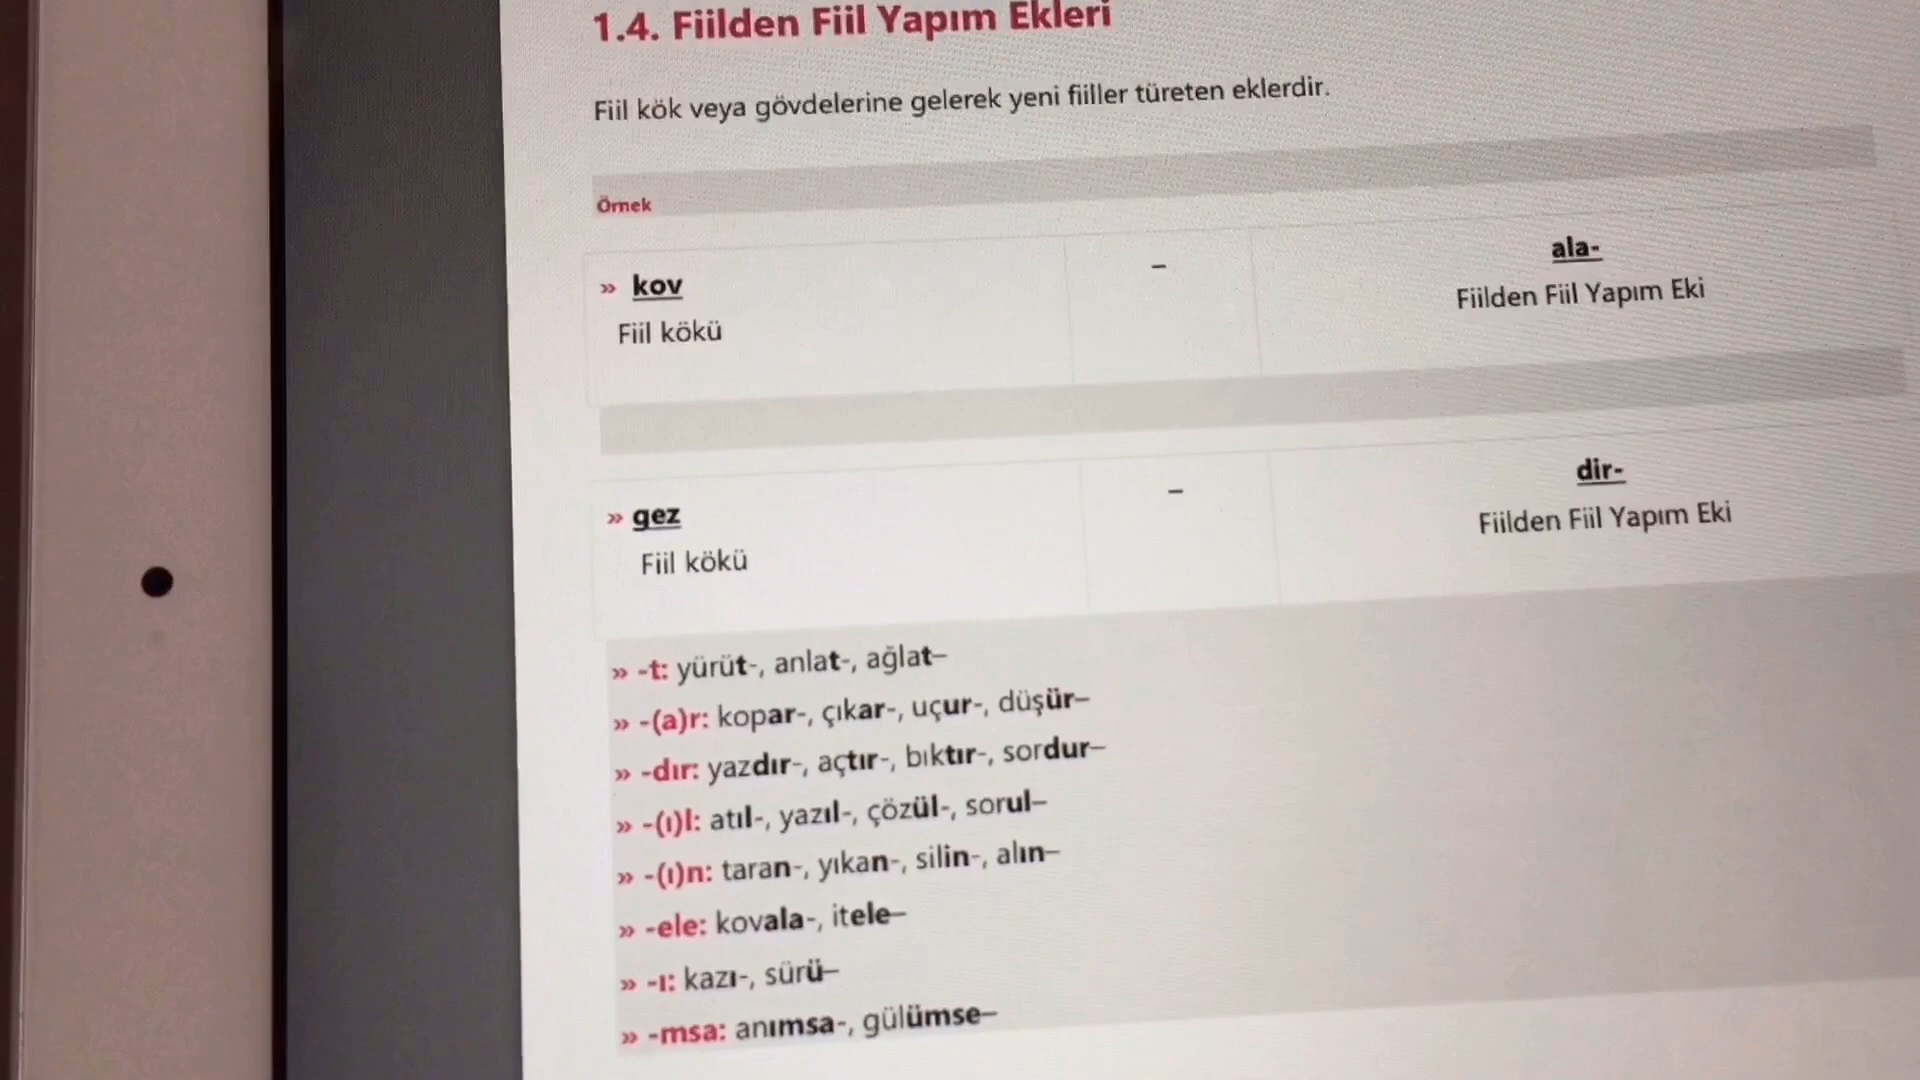 1.4. Fiilden Fiil Yapım Ekleri
Fiil kök veya gövdelerine gelerek yeni fiiller türeten eklerdir.
Örnek
» kov – ala-
Fiil kökü Fiilden Fiil Yapım Eki
» gez – dir-
Fiil kökü Fiilden Fiil Yapım Eki
» -t: yürüt-, anlat-, ağlat–
» -(a)r: kopar-, çıkar-, uçur-, düşür–
» -dır: yazdır-, açtır-, bıktır-, sordur–
» -(ı)l: atıl-, yazıl-, çözül-, sorul–
» -(ı)n: taran-, yıkan-, silin-, alın–
» -ele: kovala-, itele–
» -ı: kazı-, sürü–
» -msa: anımsa-, gülümse–